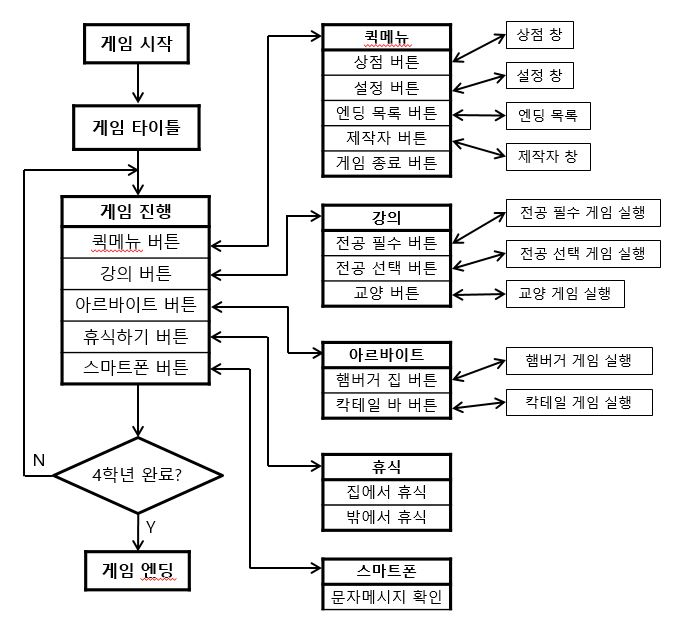 게임 시작
게임 타이틀
게임 진행
퀵메뉴 버튼
강의 버튼
아르바이트 버튼
휴식하기 버튼
스마트폰 버튼
N
4학년 완료?
Y
게임 엔딩
퀵메뉴
상점 버튼
설정 버튼
엔딩 목록 버튼
제작자 버튼
게임 종료 버튼
상점 창
설정 창
엔딩 목록
제작자 창
강의
전공 필수 버튼
전공 선택 버튼
교양 버튼
전공 필수 게임 실행
전공 선택 게임 실행
교양 게임 실행
아르바이트
햄버거 집 버튼
칵테일 바 버튼
햄버거 게임 실행
칵테일 게임 실행
휴식
집에서 휴식
밖에서 휴식
스마트폰
문자메시지 확인